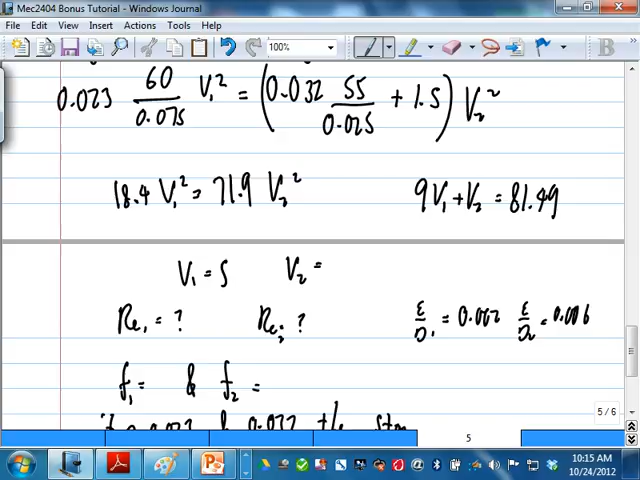 Mec2404 Bonus Tutorial - Windows Journal
File Edit View Insert Actions Tools Help
100% B
0.023 60/0.075 V₁² = (0.032 55/0.025 + 1.5) V₂²
18.4 V₁² = 71.9 V₂² 9V₁ + V₂ = 81.49
V₁ = 5 V₂ =
Re₁ = ? Re₂ = ? ε/D₁ = 0.002 ε/D₂ = 0.006
f₁ = & f₂ =
5/6
5
10:15 AM
10/24/2012